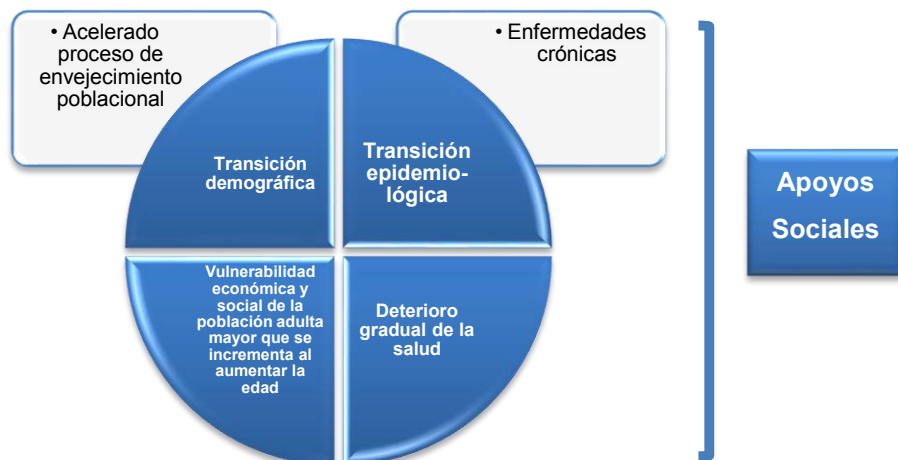 • Acelerado
proceso de
envejecimiento
poblacional
• Enfermedades
crónicas
Transición
demográfica
Transición
epidemio-
lógica
Vulnerabilidad
económica y
social de la
población adulta
mayor que se
incrementa al
aumentar la
edad
Deterioro
gradual de la
salud
Apoyos
Sociales